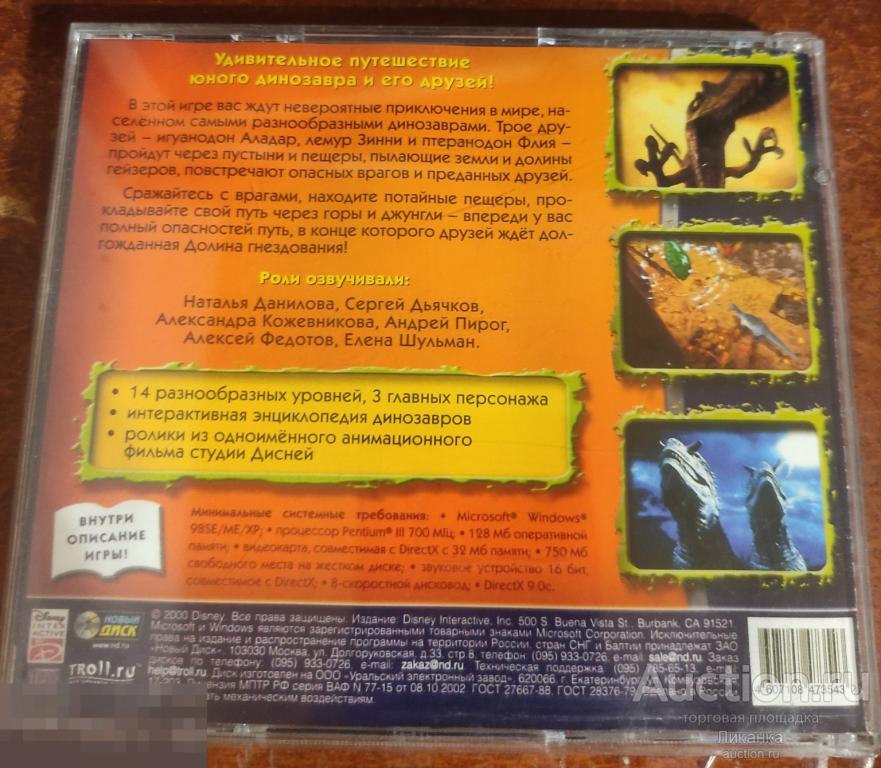 Удивительное путешествие
юного динозавра и его друзей!
В этой игре вас ждут невероятные приключения в мире, на-
селённом самыми разнообразными динозаврами. Трое дру-
зей – игуанодон Аладар, лемур Зинни и птеранодон Флия –
пройдут через пустыни и пещеры, пылающие земли и долины
гейзеров, повстречают опасных врагов и преданных друзей.
Сражайтесь с врагами, находите потайные пещеры, про-
кладывайте свой путь через горы и джунгли – впереди у вас
полный опасностей путь, в конце которого друзей ждёт дол-
гожданная Долина гнездования!
Роли озвучивали:
Наталья Данилова, Сергей Дьячков,
Александра Кожевникова, Андрей Пирог,
Алексей Федотов, Елена Шульман.
• 14 разнообразных уровней, 3 главных персонажа
• интерактивная энциклопедия динозавров
• ролики из одноимённого анимационного
фильма студии Дисней
ВНУТРИ
ОПИСАНИЕ
ИГРЫ!
Минимальные системные требования: • Microsoft® Windows®
98SE/ME/XP; • процессор Pentium® III 700 МГц; • 128 Мб оперативной
памяти; • видеокарта, совместимая с DirectX с 32 Мб памяти; • 750 Мб
свободного места на жестком диске; • звуковое устройство 16 бит,
совместимое с DirectX; • 8-скоростной дисковод; • DirectX 9.0c.
Disney
INTER
ACTIVE
НОВЫЙ
ДИСК
www.nd.ru
TROLL.ru
© 2000 Disney. Все права защищены. Издание: Disney Interactive, Inc. 500 S. Buena Vista St., Burbank, CA 91521.
Microsoft и Windows являются зарегистрированными товарными знаками Microsoft Corporation. Исключительные
права на издание и распространение программы на территории России, стран СНГ и Балтии принадлежат ЗАО
«Новый Диск», 103030 Москва, ул. Долгоруковская, д.33, стр.8, телефон: (095) 933-0726, e-mail: sale@nd.ru. Заказ
дисков по телефону: (095) 933-0726, e-mail: zakaz@nd.ru Техническая поддержка (095) e-mail:
help@troll.ru. Диск изготовлен на ООО «Уральский электронный завод», 620066, г. Екатеринбург,
МПТР РФ серия ВАФ N 77-15 от 08.10.2002. ГОСТ 27667-88, ГОСТ 28376- Сделано в России.
механическим воздействиям.
4 607108 473543
Auction.ru
торговая площадка
Ликанка
auction.ru